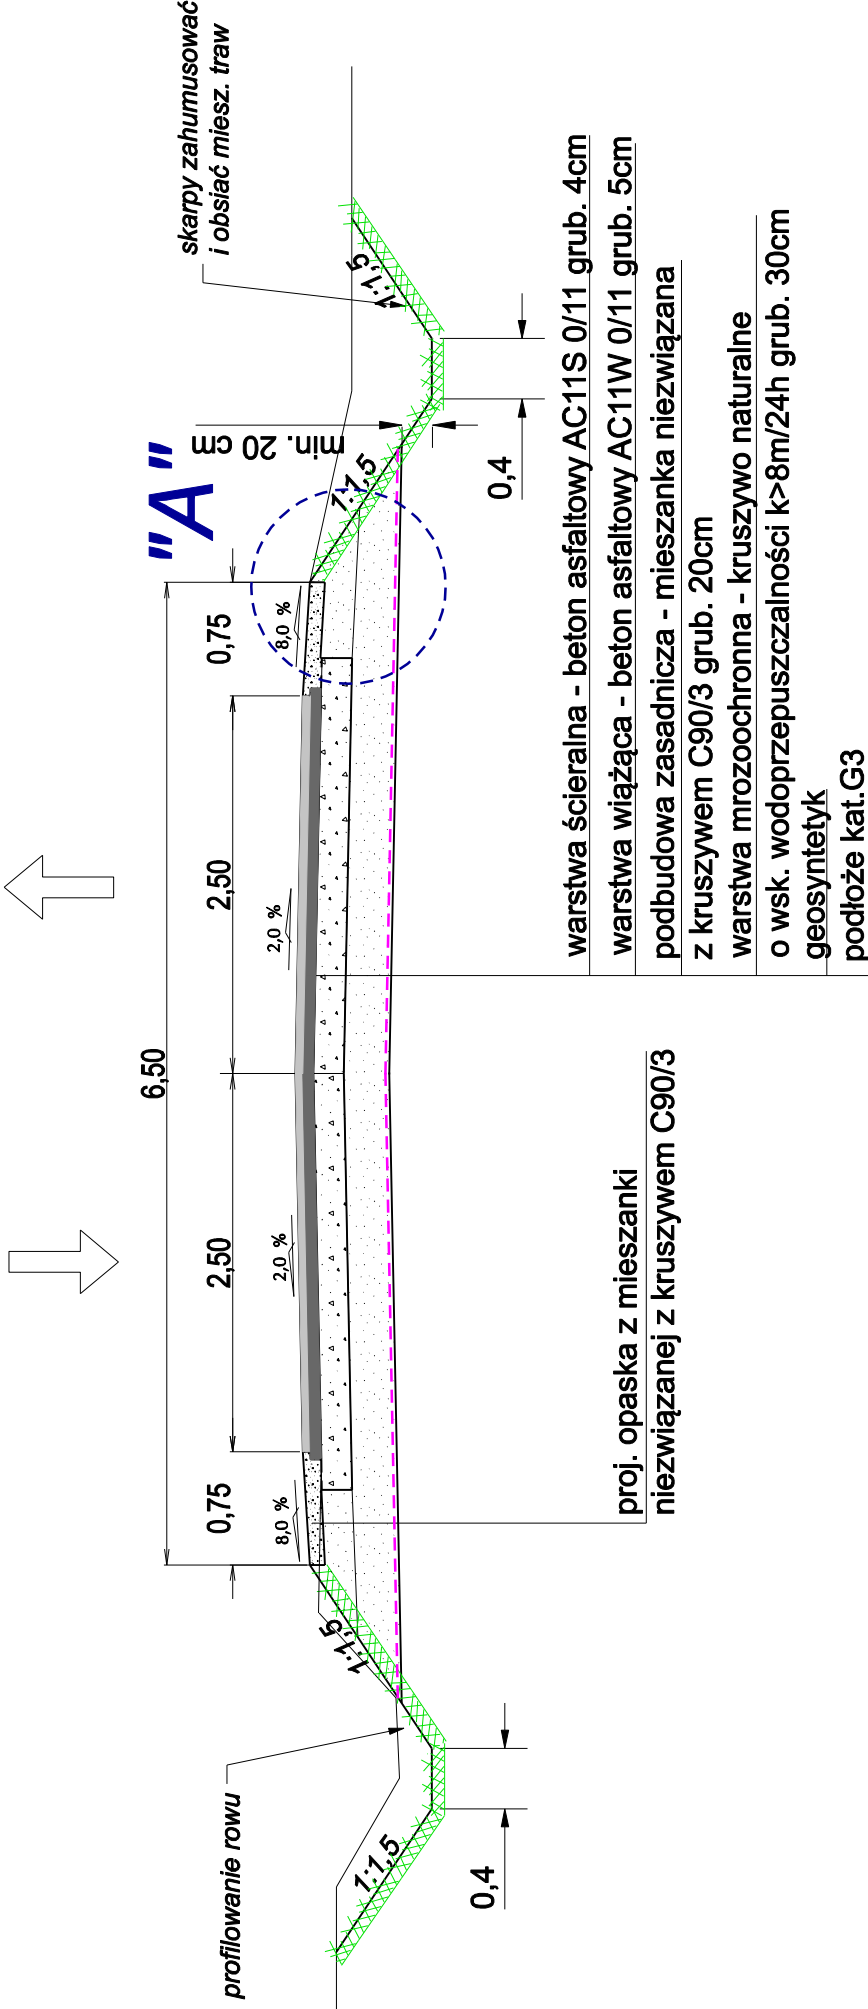 profilowanie rowu
skarpy zahumusować
i obsiać miesz. traw
"A"
6,50
0,75
2,50
2,50
0,75
8,0 %
2,0 %
2,0 %
8,0 %
1:1,5
1:1,5
1:1,5
1:1,5
min. 20 cm
0,4
0,4
proj. opaska z mieszanki
niezwiązanej z kruszywem C90/3
warstwa ścieralna - beton asfaltowy AC11S 0/11 grub. 4cm
warstwa wiążąca - beton asfaltowy AC11W 0/11 grub. 5cm
podbudowa zasadnicza - mieszanka niezwiązana
z kruszywem C90/3 grub. 20cm
warstwa mrozoochronna - kruszywo naturalne
o wsk. wodoprzepuszczalności k>8m/24h grub. 30cm
geosyntetyk
podłoże kat.G3